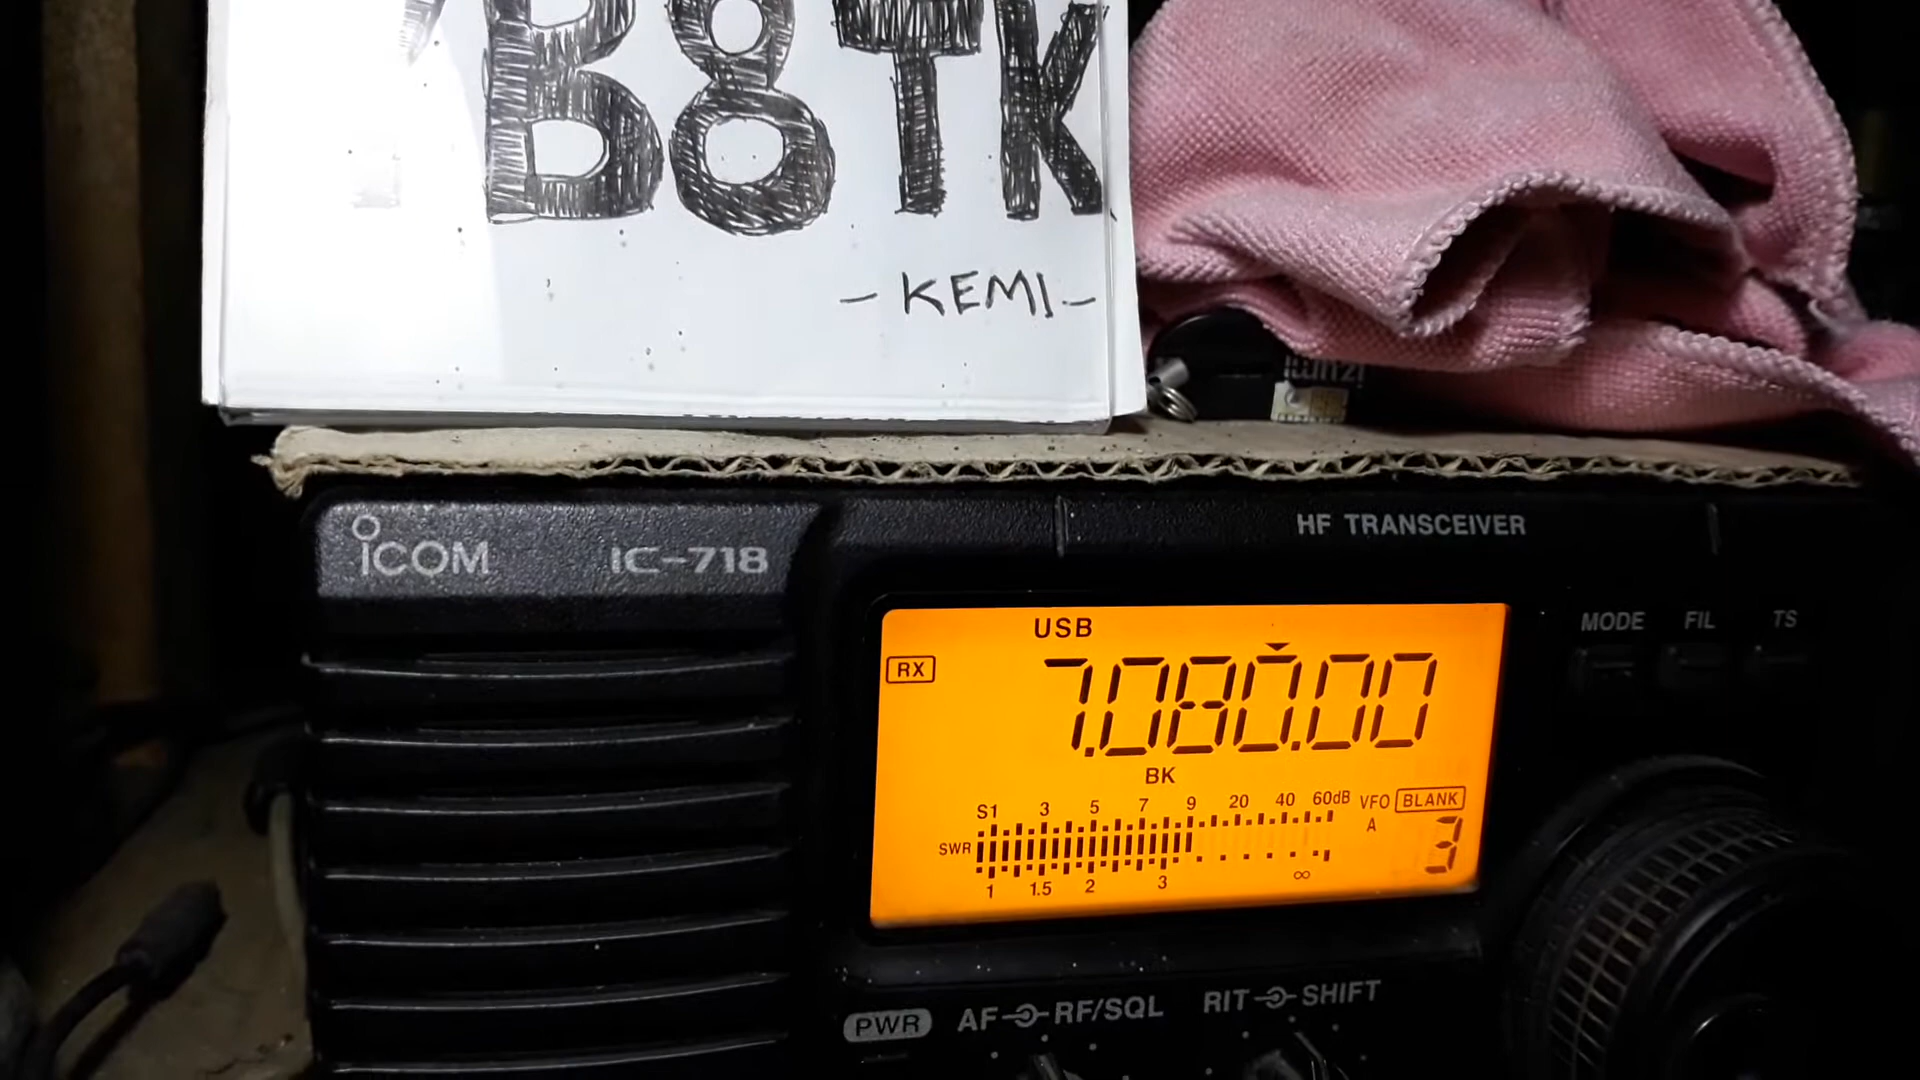 B8TK
- KEMI -
ICOM IC-718
HF TRANSCEIVER
MODE FIL TS
USB
RX
7.080.00
BK
S1 3 5 7 9 20 40 60dB
VFO BLANK
A
3
SWR
1 1.5 2 3 ∞
PWR AF RF/SQL RIT SHIFT